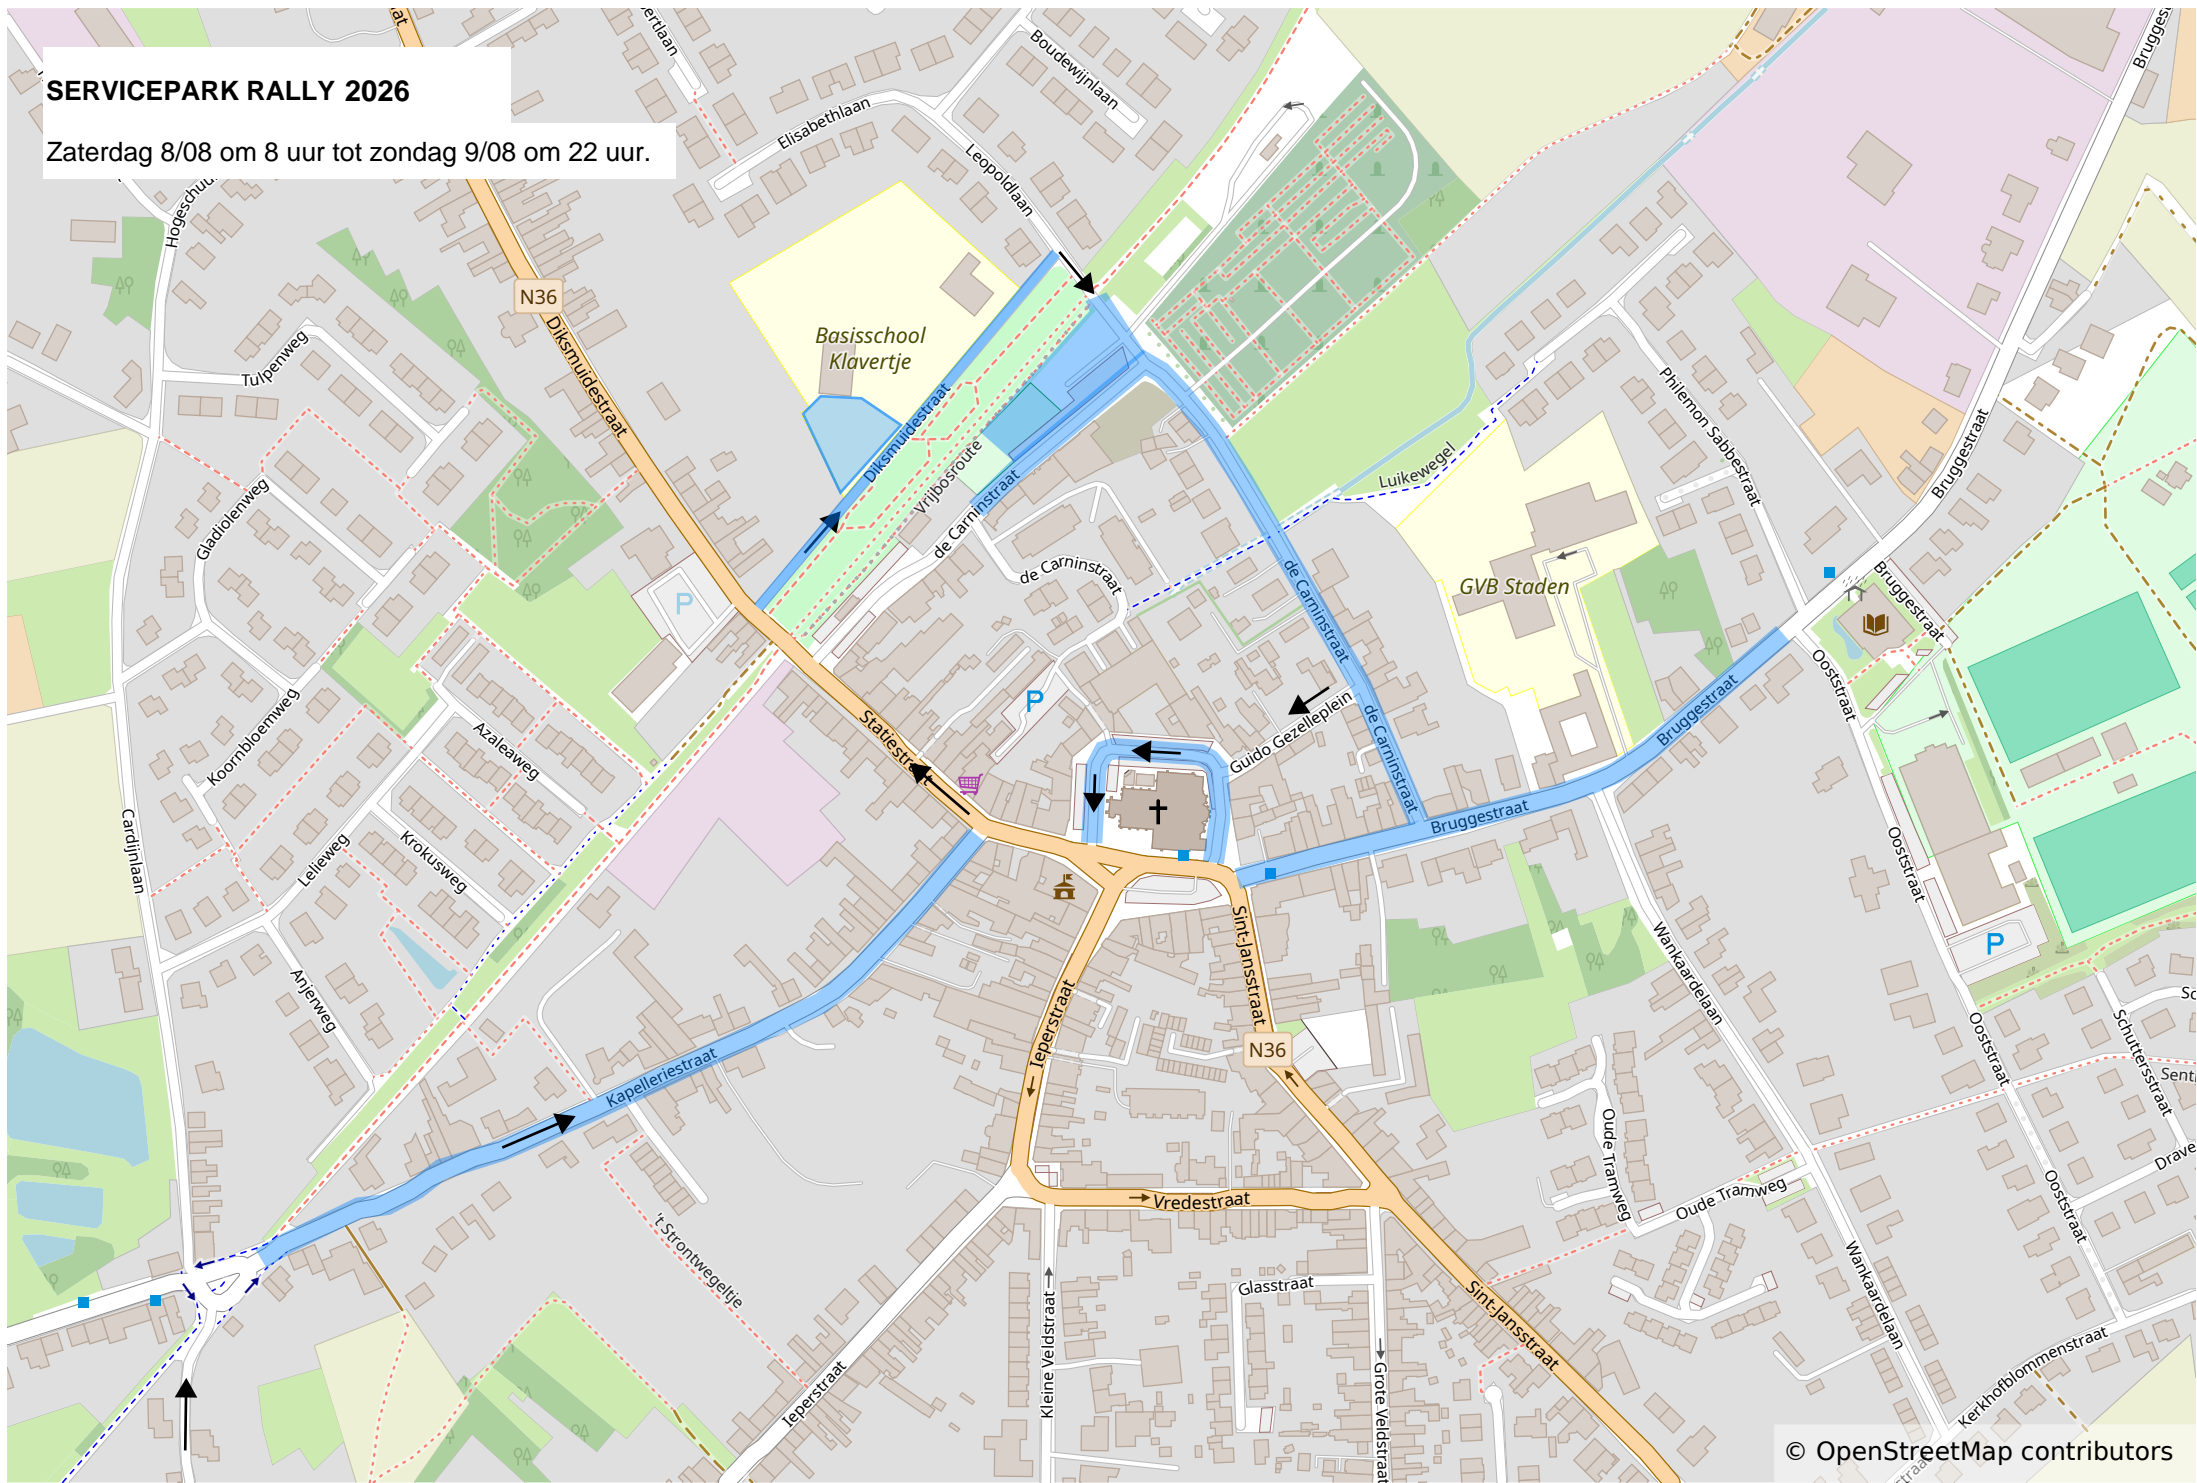 SERVICEPARK RALLY 2026
Zaterdag 8/08 om 8 uur tot zondag 9/08 om 22 uur.
Boudewijnlaan
Elisabethlaan
Leopoldlaan
Bruggestraat
N36
Diksmuidestraat
Tulpenweg
Basisschool
Klavertje
Diksmuidestraat
Vrijbosroute
de Carninstraat
de Carninstraat
Luikewegel
Philemon Sabbestraat
Bruggestraat
Gladiolenweg
GVB Staden
P
Bruggestraat
de Carninstraat
Ooststraat
Koornbloemweg
Azaleaweg
P
Statiestraat
Guido Gezelleplein
de Carninstraat
Bruggestraat
Bruggestraat
Cardijnlaan
Lelieweg
Krokusweg
Ooststraat
Sint-Jansstraat
Wankaardelaan
P
Anjerweg
Ieperstraat
N36
Ooststraat
Schuttersstraat
Kapelleriestraat
Oude Tramweg
Oude Tramweg
Vredestraat
Ooststraat
't Strontwegeltje
Wankaardelaan
Glasstraat
Sint-Jansstraat
Kleine Veldstraat
Grote Veldstraat
Ieperstraat
Kerkhofblommenstraat
© OpenStreetMap contributors